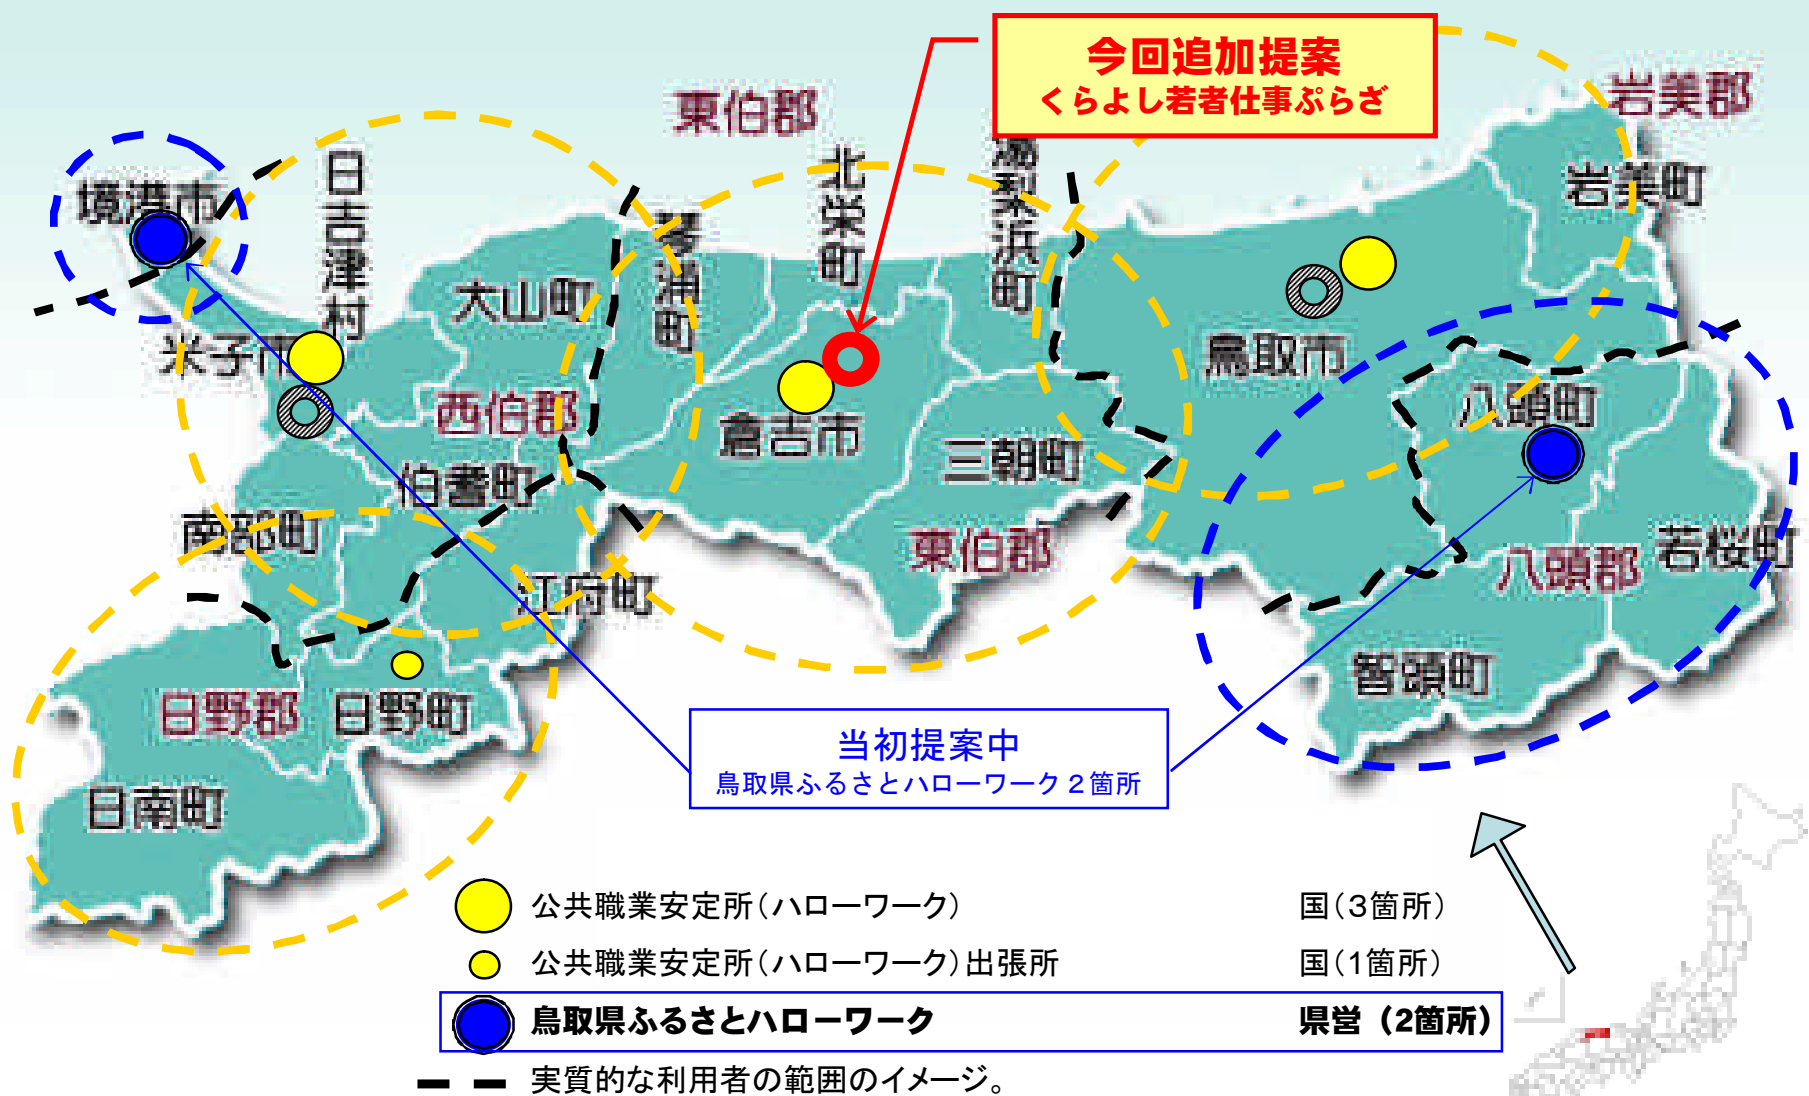 今回追加提案
くらよし若者仕事ぷらざ
東伯郡
岩美郡
境港市
日吉津村
北栄町
湯梨浜町
岩美町
琴浦町
大山町
米子市
鳥取市
西伯郡
八頭町
倉吉市
三朝町
伯耆町
南部町
東伯郡
八頭郡
若桜町
江府町
智頭町
日野郡
日野町
日南町
当初提案中
鳥取県ふるさとハローワーク2箇所
公共職業安定所(ハローワーク) 国(3箇所)
公共職業安定所(ハローワーク)出張所 国(1箇所)
鳥取県ふるさとハローワーク 県営(2箇所)
実質的な利用者の範囲のイメージ。